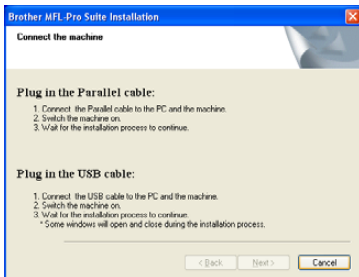 Brother MFL-Pro Suite Installation
Connect the machine
Plug in the Parallel cable:
1. Connect the Parallel cable to the PC and the machine.
2. Switch the machine on.
3. Wait for the installation process to continue.
Plug in the USB cable:
1. Connect the USB cable to the PC and the machine.
2. Switch the machine on.
3. Wait for the installation process to continue.
* Some windows will open and close during the installation process.
< Back Next > Cancel